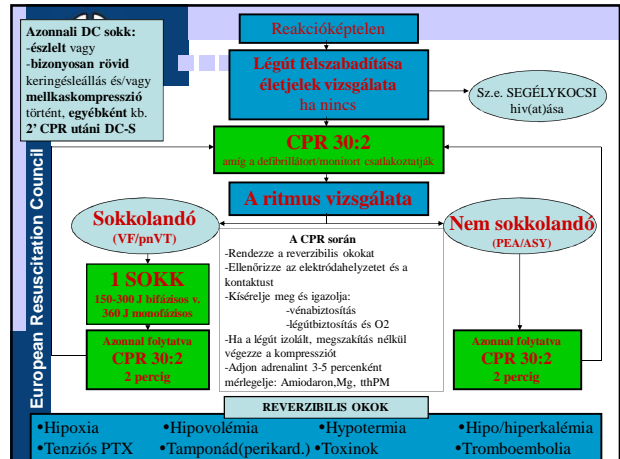 Azonnali DC sokk:
-észlelt vagy
-bizonyosan rövid
keringésleállás és/vagy
mellkaskompresszió
történt, egyébként kb.
2' CPR utáni DC-S
Reakcióképtelen
Légút felszabadítása
életjelek vizsgálata
ha nincs
Sz.e. SEGÉLYKOCSI
hiv(at)ása
CPR 30:2
amíg a defibrillátort/monitort csatlakoztatják
A ritmus vizsgálata
Sokkolandó
(VF/pnVT)
Nem sokkolandó
(PEA/ASY)
1 SOKK
150-300 J bifázisos v.
360 J monofázisos
Azonnal folytatva
CPR 30:2
2 percig
A CPR során
-Rendezze a reverzibilis okokat
-Ellenőrizze az elektródahelyzetet és a
kontaktust
-Kísérelje meg és igazolja:
-vénabiztosítás
-légútbiztosítás és O2
-Ha a légút izolált, megszakítás nélkül
végezze a kompressziót
-Adjon adrenalint 3-5 percenként
mérlegelje: Amiodaron,Mg, tthPM
Azonnal folytatva
CPR 30:2
2 percig
European Resuscitation Council
REVERZIBILIS OKOK
•Hipoxia •Hipovolémia •Hypotermia •Hipo/hiperkalémia
•Tenziós PTX •Tamponád(perikard.) •Toxinok •Tromboembolia